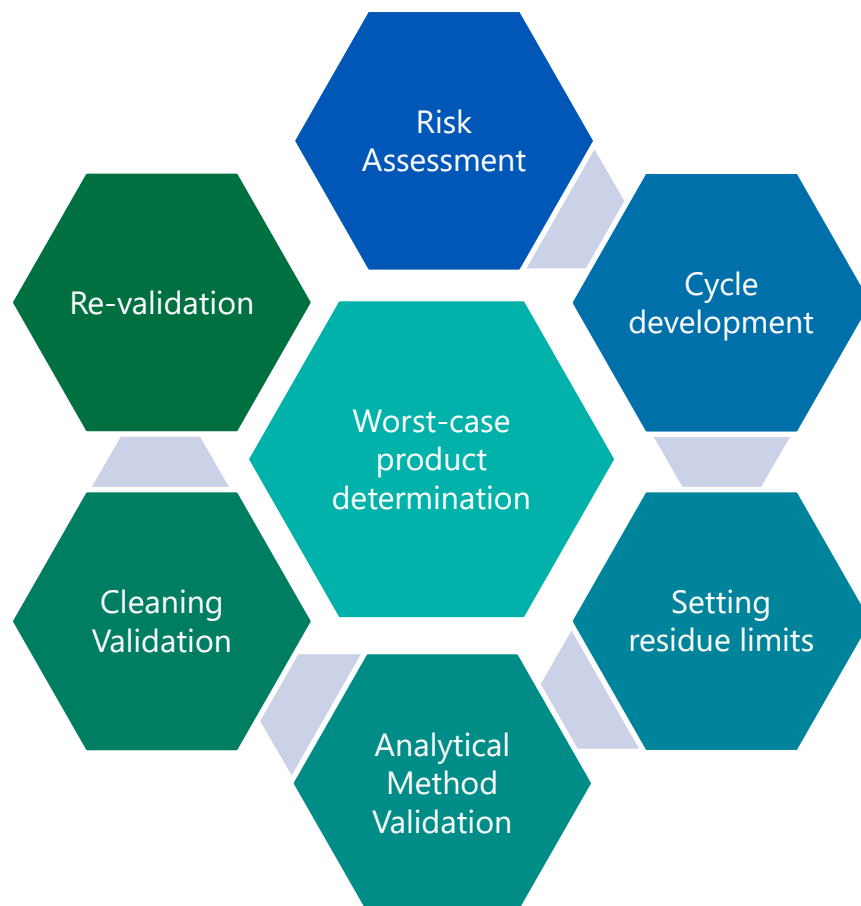 Risk
Assessment
Cycle
development
Setting
residue limits
Analytical
Method
Validation
Cleaning
Validation
Re-validation
Worst-case
product
determination